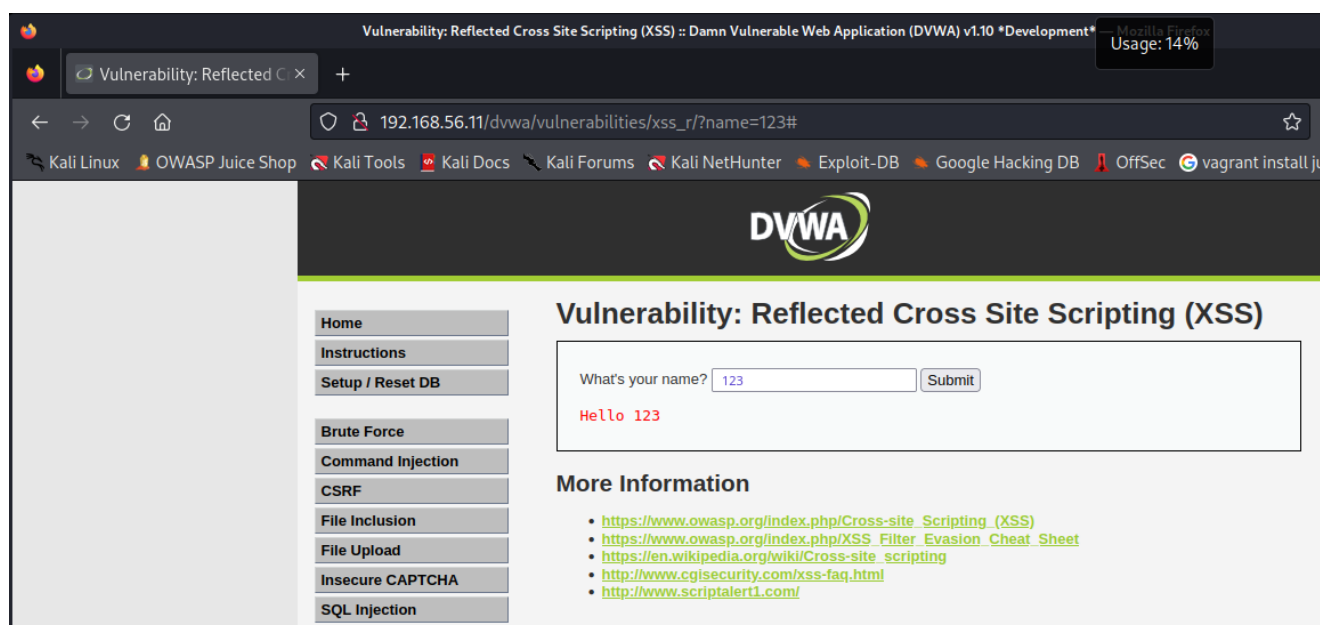 Vulnerability: Reflected Cross Site Scripting (XSS) :: Damn Vulnerable Web Application (DVWA) v1.10 *Development* — Mozilla Firefox
Usage: 14%
Vulnerability: Reflected C
192.168.56.11/dvwa/vulnerabilities/xss_r/?name=123#
Kali Linux OWASP Juice Shop Kali Tools Kali Docs Kali Forums Kali NetHunter Exploit-DB Google Hacking DB OffSec vagrant install ju
DVWA
Vulnerability: Reflected Cross Site Scripting (XSS)
Home
Instructions
Setup / Reset DB
Brute Force
Command Injection
CSRF
File Inclusion
File Upload
Insecure CAPTCHA
SQL Injection
What's your name? 123 Submit
Hello 123
More Information
https://www.owasp.org/index.php/Cross-site_Scripting_(XSS)
https://www.owasp.org/index.php/XSS_Filter_Evasion_Cheat_Sheet
https://en.wikipedia.org/wiki/Cross-site_scripting
http://www.cgisecurity.com/xss-faq.html
http://www.scriptalert1.com/